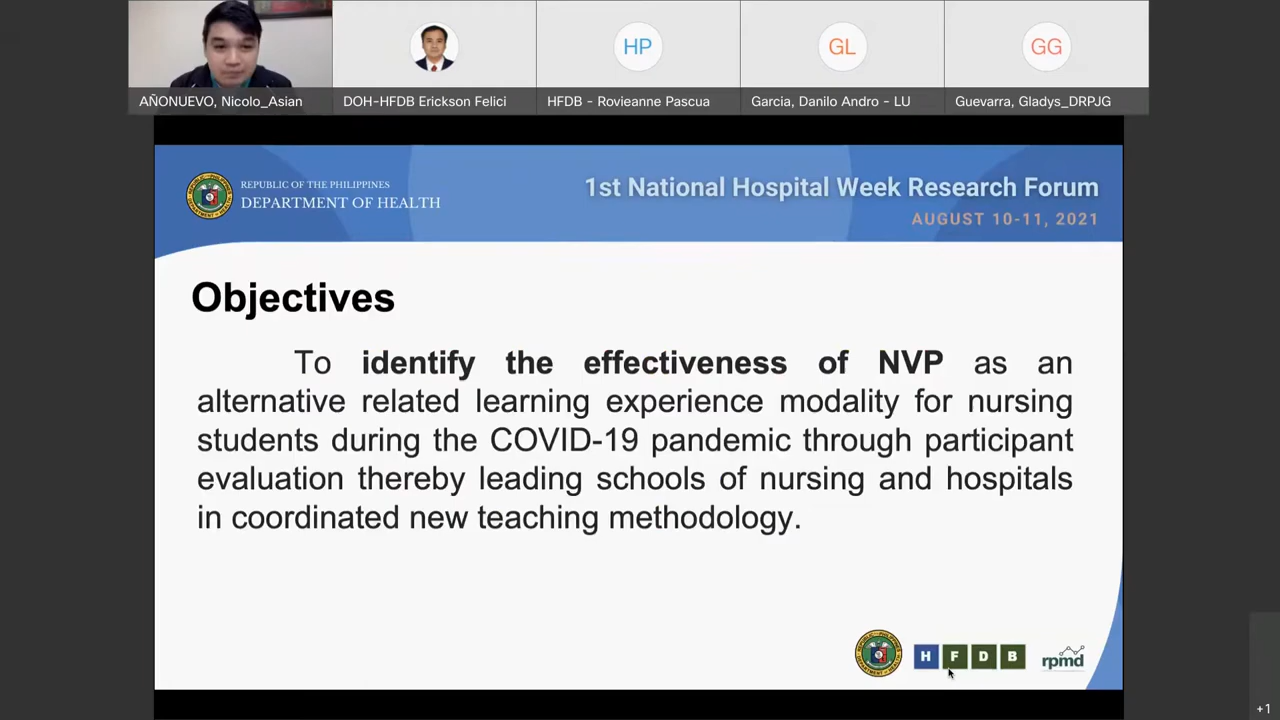 HP
GL
GG
AÑONUEVO, Nicolo_Asian
DOH-HFDB Erickson Felici
HFDB - Rovieanne Pascua
Garcia, Danilo Andro - LU
Guevarra, Gladys_DRPJG
REPUBLIC OF THE PHILIPPINES
DEPARTMENT OF HEALTH
1st National Hospital Week Research Forum
AUGUST 10-11, 2021
Objectives
To identify the effectiveness of NVP as an
alternative related learning experience modality for nursing
students during the COVID-19 pandemic through participant
evaluation thereby leading schools of nursing and hospitals
in coordinated new teaching methodology.
H F D B
rpmd
+1